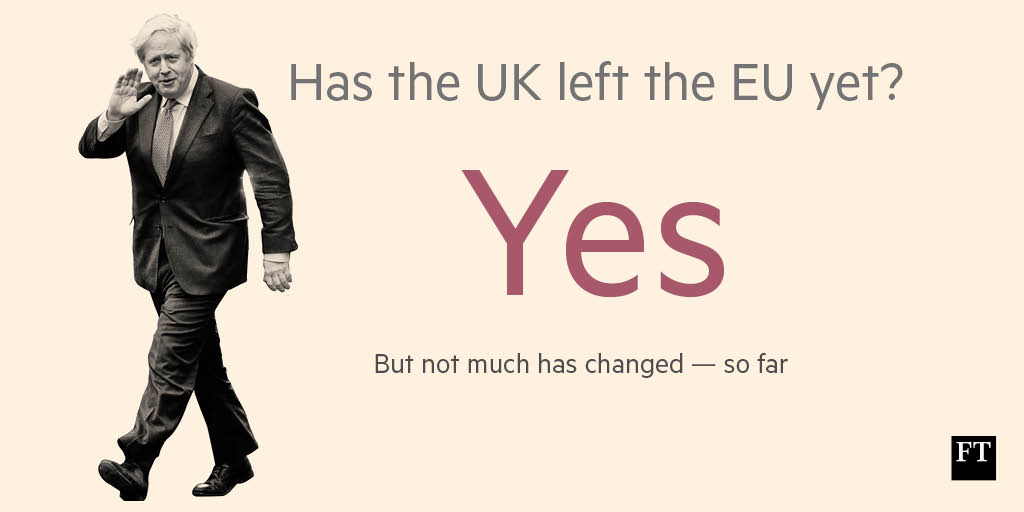 Has the UK left the EU yet?
Yes
But not much has changed — so far
FT